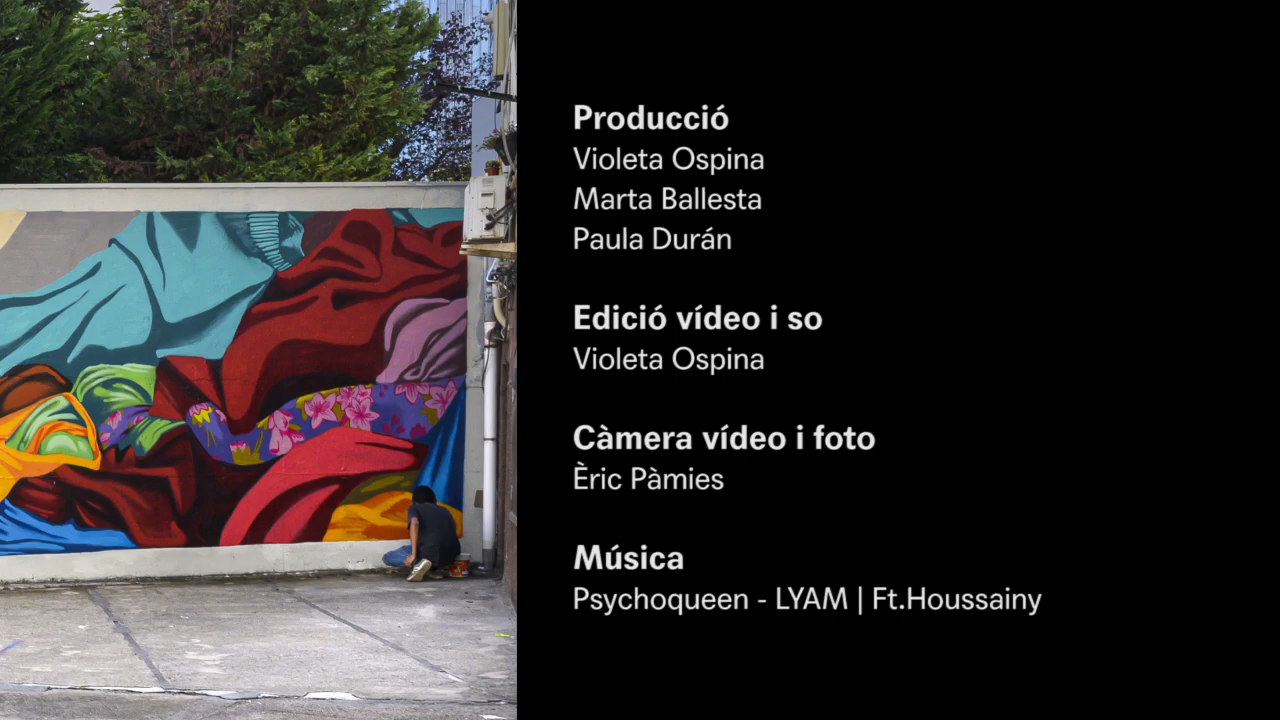 Producció
Violeta Ospina
Marta Ballesta
Paula Durán
Edició vídeo i so
Violeta Ospina
Càmera vídeo i foto
Èric Pàmies
Música
Psychoqueen - LYAM | Ft.Houssainy